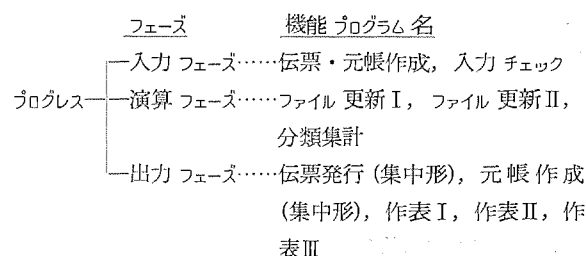 フェーズ 機能プログラム名
入力フェーズ……伝票・元帳作成，入力チェック
プログレス 演算フェーズ……ファイル更新Ⅰ，ファイル更新Ⅱ，
分類集計
出力フェーズ……伝票発行(集中形)，元帳作成
(集中形)，作表Ⅰ，作表Ⅱ，作
表Ⅲ